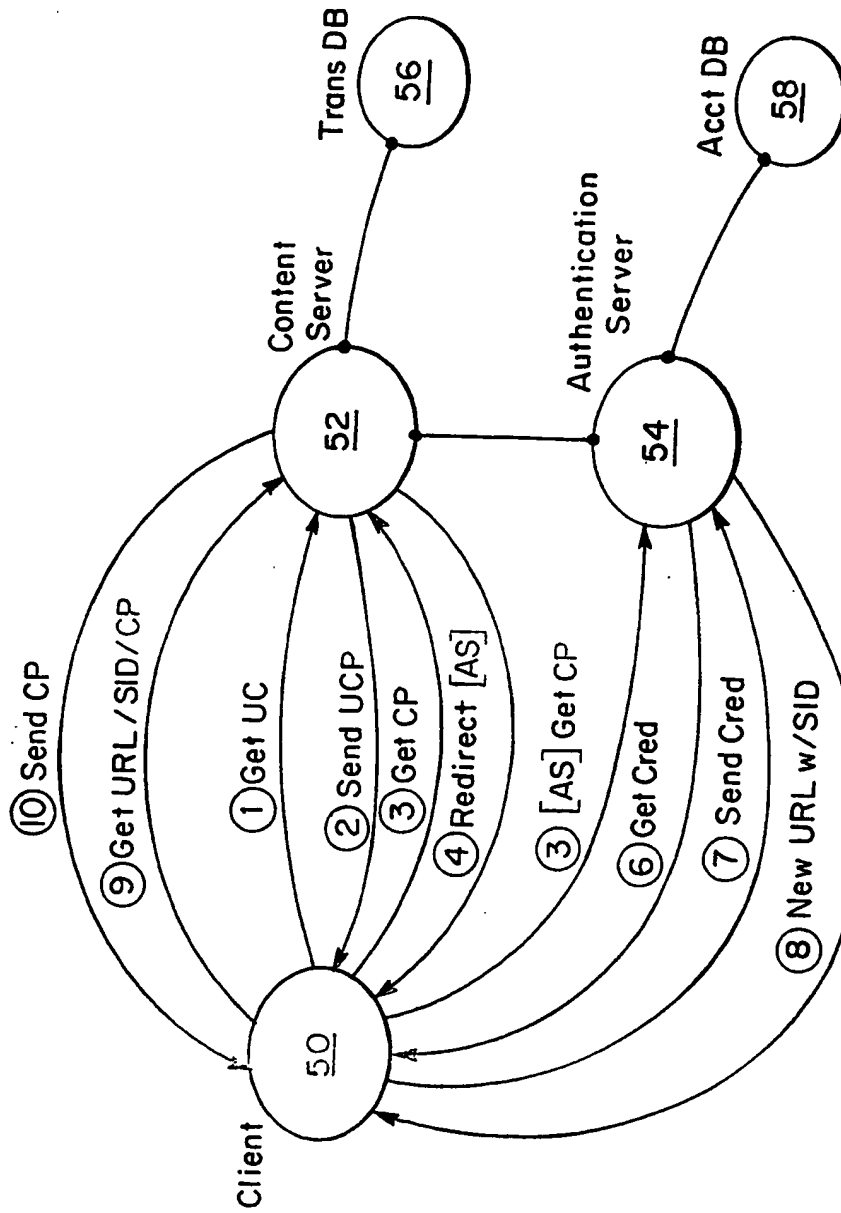 ⑩ Send CP
⑨ Get URL/SID/CP
① Get UC
② Send UCP
③ Get CP
④ Redirect [AS]
③ [AS] Get CP
⑥ Get Cred
⑦ Send Cred
⑧ New URL w/SID
Client
50
Content
Server
52
Trans DB
56
Authentication
Server
54
Acct DB
58